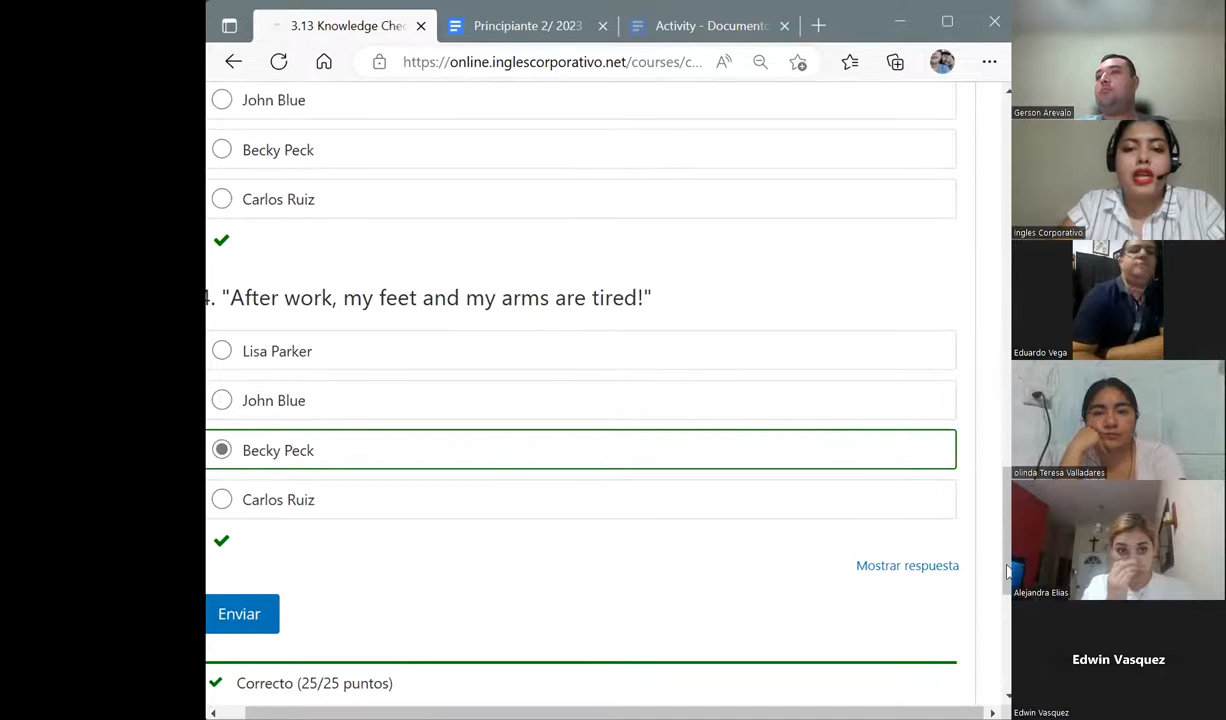 3.13 Knowledge Che
Principiante 2/ 2023
Activity - Documento
https://online.inglescorporativo.net/courses/c...
John Blue
Becky Peck
Carlos Ruiz
4. "After work, my feet and my arms are tired!"
Lisa Parker
John Blue
Becky Peck
Carlos Ruiz
Mostrar respuesta
Enviar
Correcto (25/25 puntos)
Gerson Arevalo
Ingles Corporativo
Eduardo Vega
olinda Teresa Valladares
Alejandra Elias
Edwin Vasquez
Edwin Vasquez